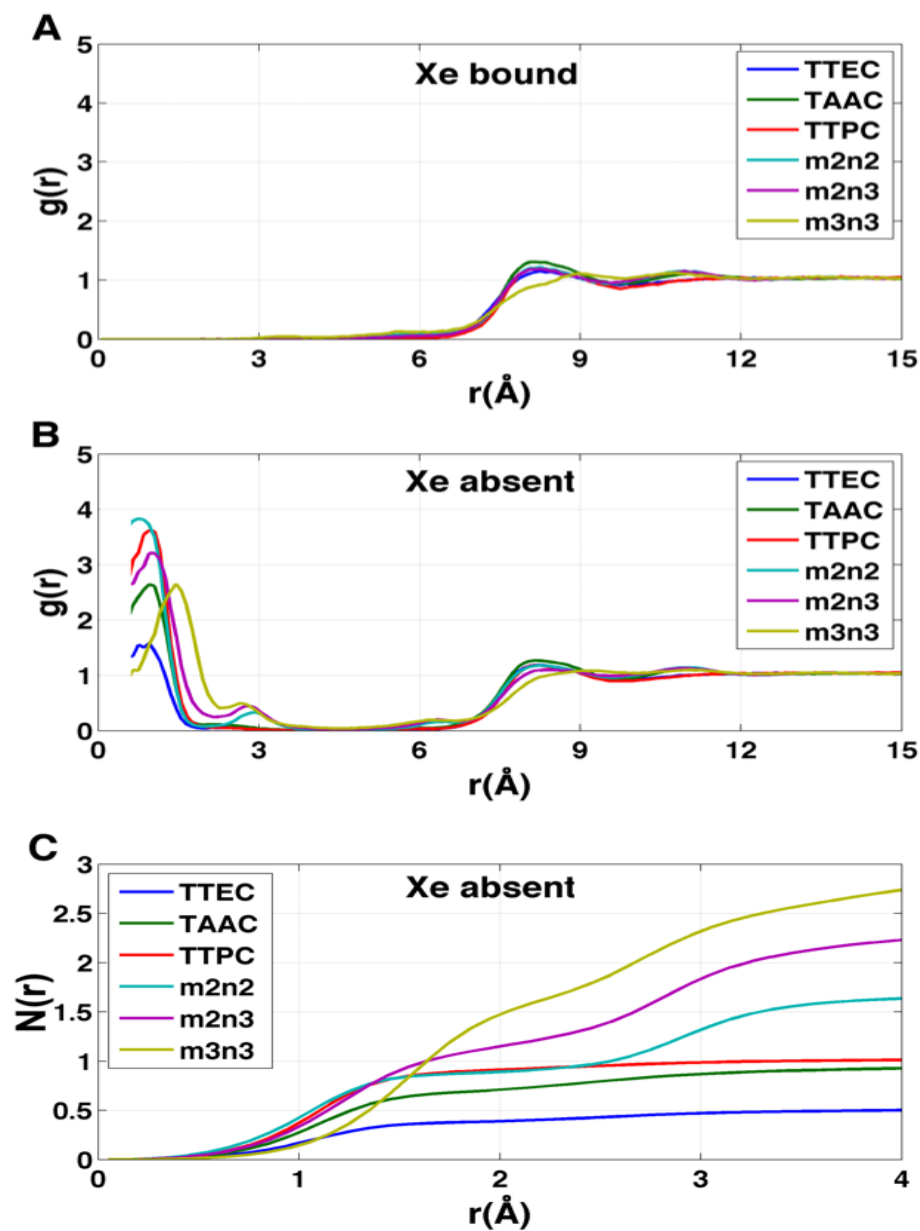 A
Xe bound
g(r)
5
4
3
2
1
0
TTEC
TAAC
TTPC
m2n2
m2n3
m3n3
0 3 6 9 12 15
r(Å)
B
Xe absent
g(r)
5
4
3
2
1
0
TTEC
TAAC
TTPC
m2n2
m2n3
m3n3
0 3 6 9 12 15
r(Å)
C
Xe absent
N(r)
3
2.5
2
1.5
1
0.5
0
TTEC
TAAC
TTPC
m2n2
m2n3
m3n3
0 1 2 3 4
r(Å)